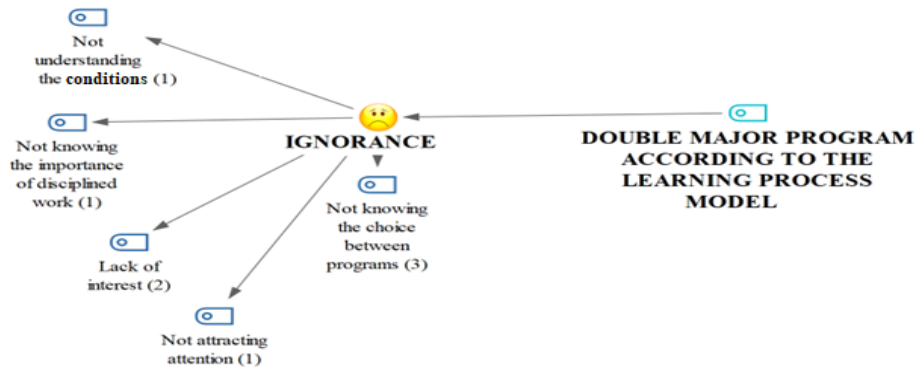 Not
understanding
the conditions (1)
IGNORANCE
DOUBLE MAJOR PROGRAM
ACCORDING TO THE
LEARNING PROCESS
MODEL
Not knowing
the importance
of disciplined
work (1)
Not knowing
the choice
between
programs (3)
Lack of
interest (2)
Not attracting
attention (1)